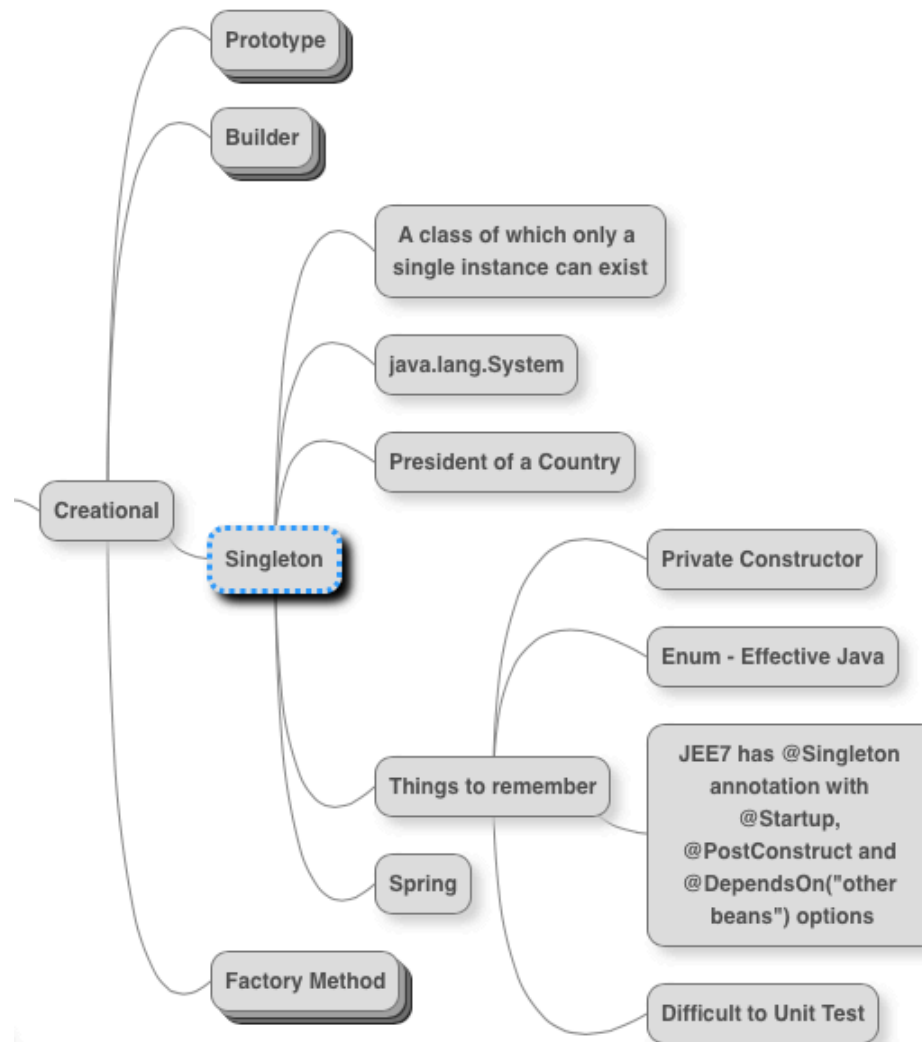 Prototype
Builder
A class of which only a
single instance can exist
java.lang.System
President of a Country
Creational
Singleton
Private Constructor
Enum - Effective Java
JEE7 has @Singleton
annotation with
@Startup,
@PostConstruct and
@DependsOn("other
beans") options
Things to remember
Spring
Factory Method
Difficult to Unit Test